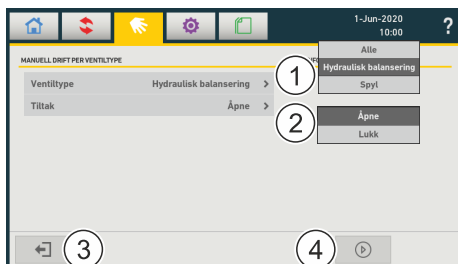 1-Jun-2020
10:00
?
MANUELL DRIFT PER VENTILTYPE
Ventiltype Hydraulisk balansering >
Tiltak Åpne >
1
Alle
Hydraulisk balansering
Spyl
2
Åpne
Lukk
3
4